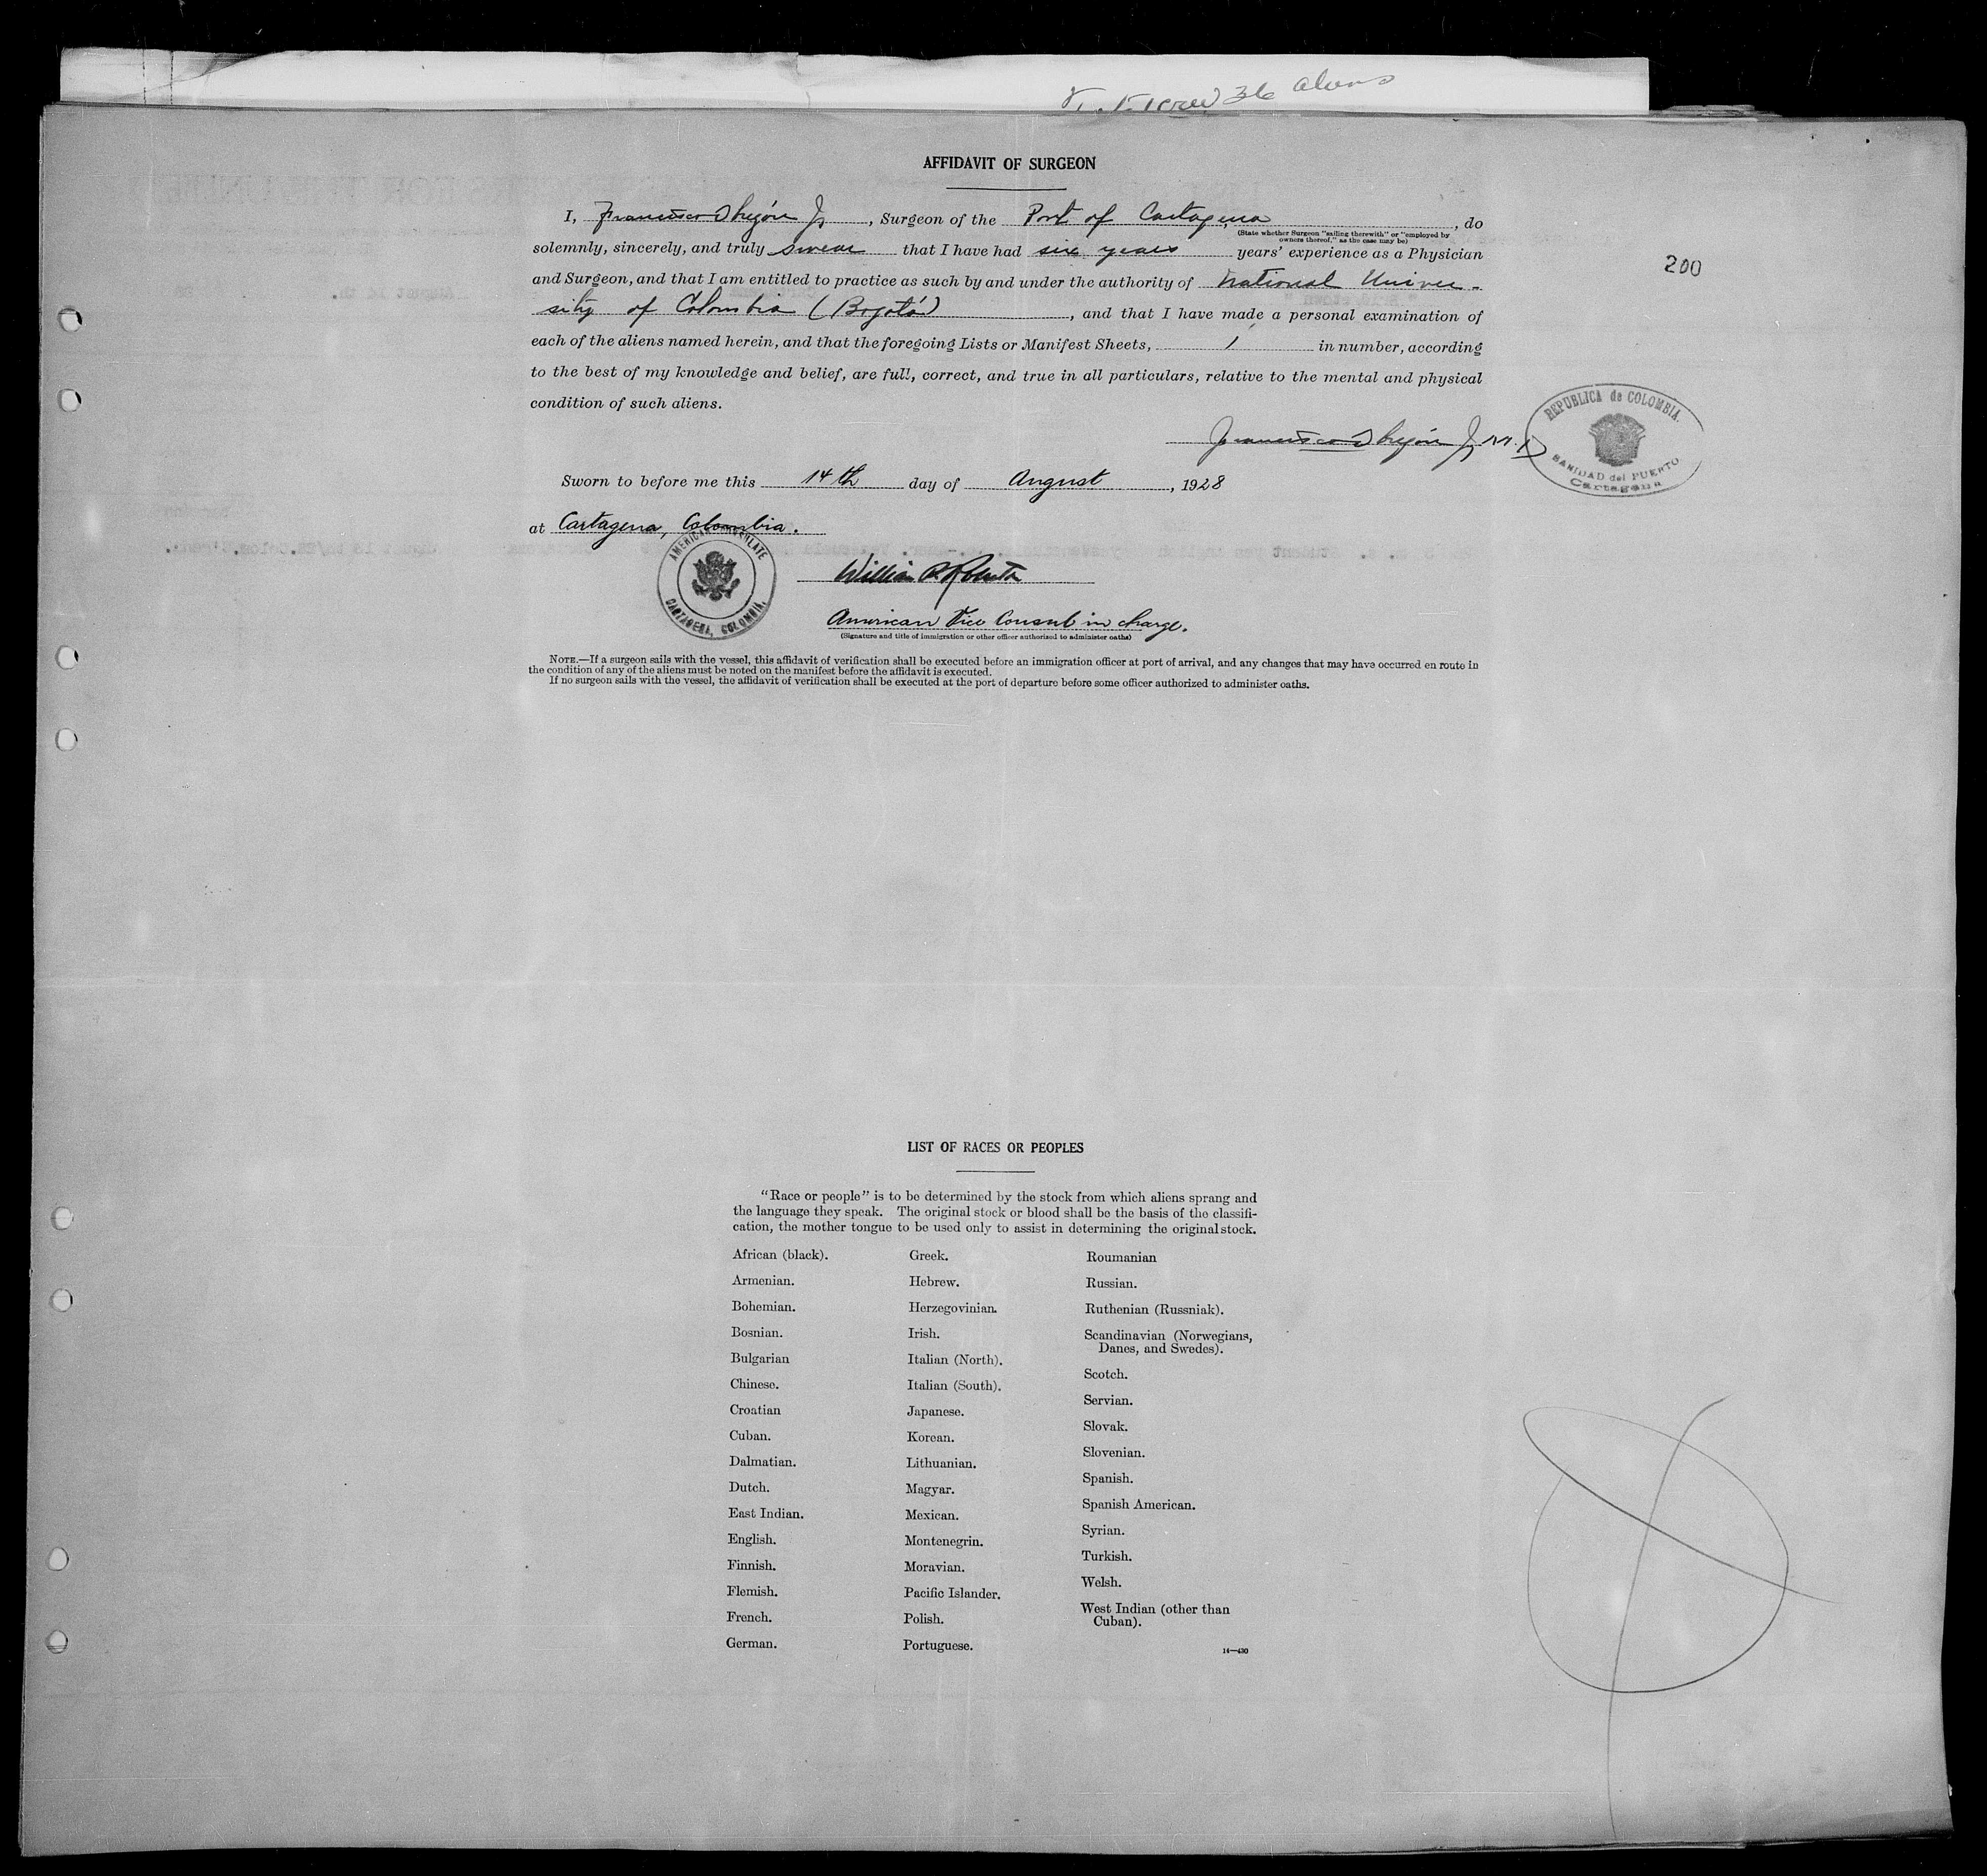 36 aliens
AFFIDAVIT OF SURGEON
I, Francisco Obregón Jr, Surgeon of the Port of Cartagena, do
(State whether Surgeon "sailing therewith" or "employed by
owners thereof," as the case may be)
solemnly, sincerely, and truly swear that I have had six years years' experience as a Physician
and Surgeon, and that I am entitled to practice as such by and under the authority of National Univer-
sity of Colombia (Bogotá), and that I have made a personal examination of
each of the aliens named herein, and that the foregoing Lists or Manifest Sheets, 1 in number, according
to the best of my knowledge and belief, are full, correct, and true in all particulars, relative to the mental and physical
condition of such aliens.
200
Francisco Obregón Jr M.D
REPUBLICA de COLOMBIA.
SANIDAD del PUERTO
Cartagena
Sworn to before me this 14th day of August, 1928
at Cartagena, Colombia.
AMERICAN CONSULATE
CARTAGENA, COLOMBIA.
William
American Vice Consul in charge.
(Signature and title of immigration or other officer authorized to administer oaths)
NOTE.—If a surgeon sails with the vessel, this affidavit of verification shall be executed before an immigration officer at port of arrival, and any changes that may have occurred en route in
the condition of any of the aliens must be noted on the manifest before the affidavit is executed.
If no surgeon sails with the vessel, the affidavit of verification shall be executed at the port of departure before some officer authorized to administer oaths.
LIST OF RACES OR PEOPLES
"Race or people" is to be determined by the stock from which aliens sprang and
the language they speak. The original stock or blood shall be the basis of the classifi-
cation, the mother tongue to be used only to assist in determining the original stock.
African (black).
Armenian.
Bohemian.
Bosnian.
Bulgarian
Chinese.
Croatian
Cuban.
Dalmatian.
Dutch.
East Indian.
English.
Finnish.
Flemish.
French.
German.
Greek.
Hebrew.
Herzegovinian.
Irish.
Italian (North).
Italian (South).
Japanese.
Korean.
Lithuanian.
Magyar.
Mexican.
Montenegrin.
Moravian.
Pacific Islander.
Polish.
Portuguese.
Roumanian
Russian.
Ruthenian (Russniak).
Scandinavian (Norwegians,
Danes, and Swedes).
Scotch.
Servian.
Slovak.
Slovenian.
Spanish.
Spanish American.
Syrian.
Turkish.
Welsh.
West Indian (other than
Cuban).
14—430